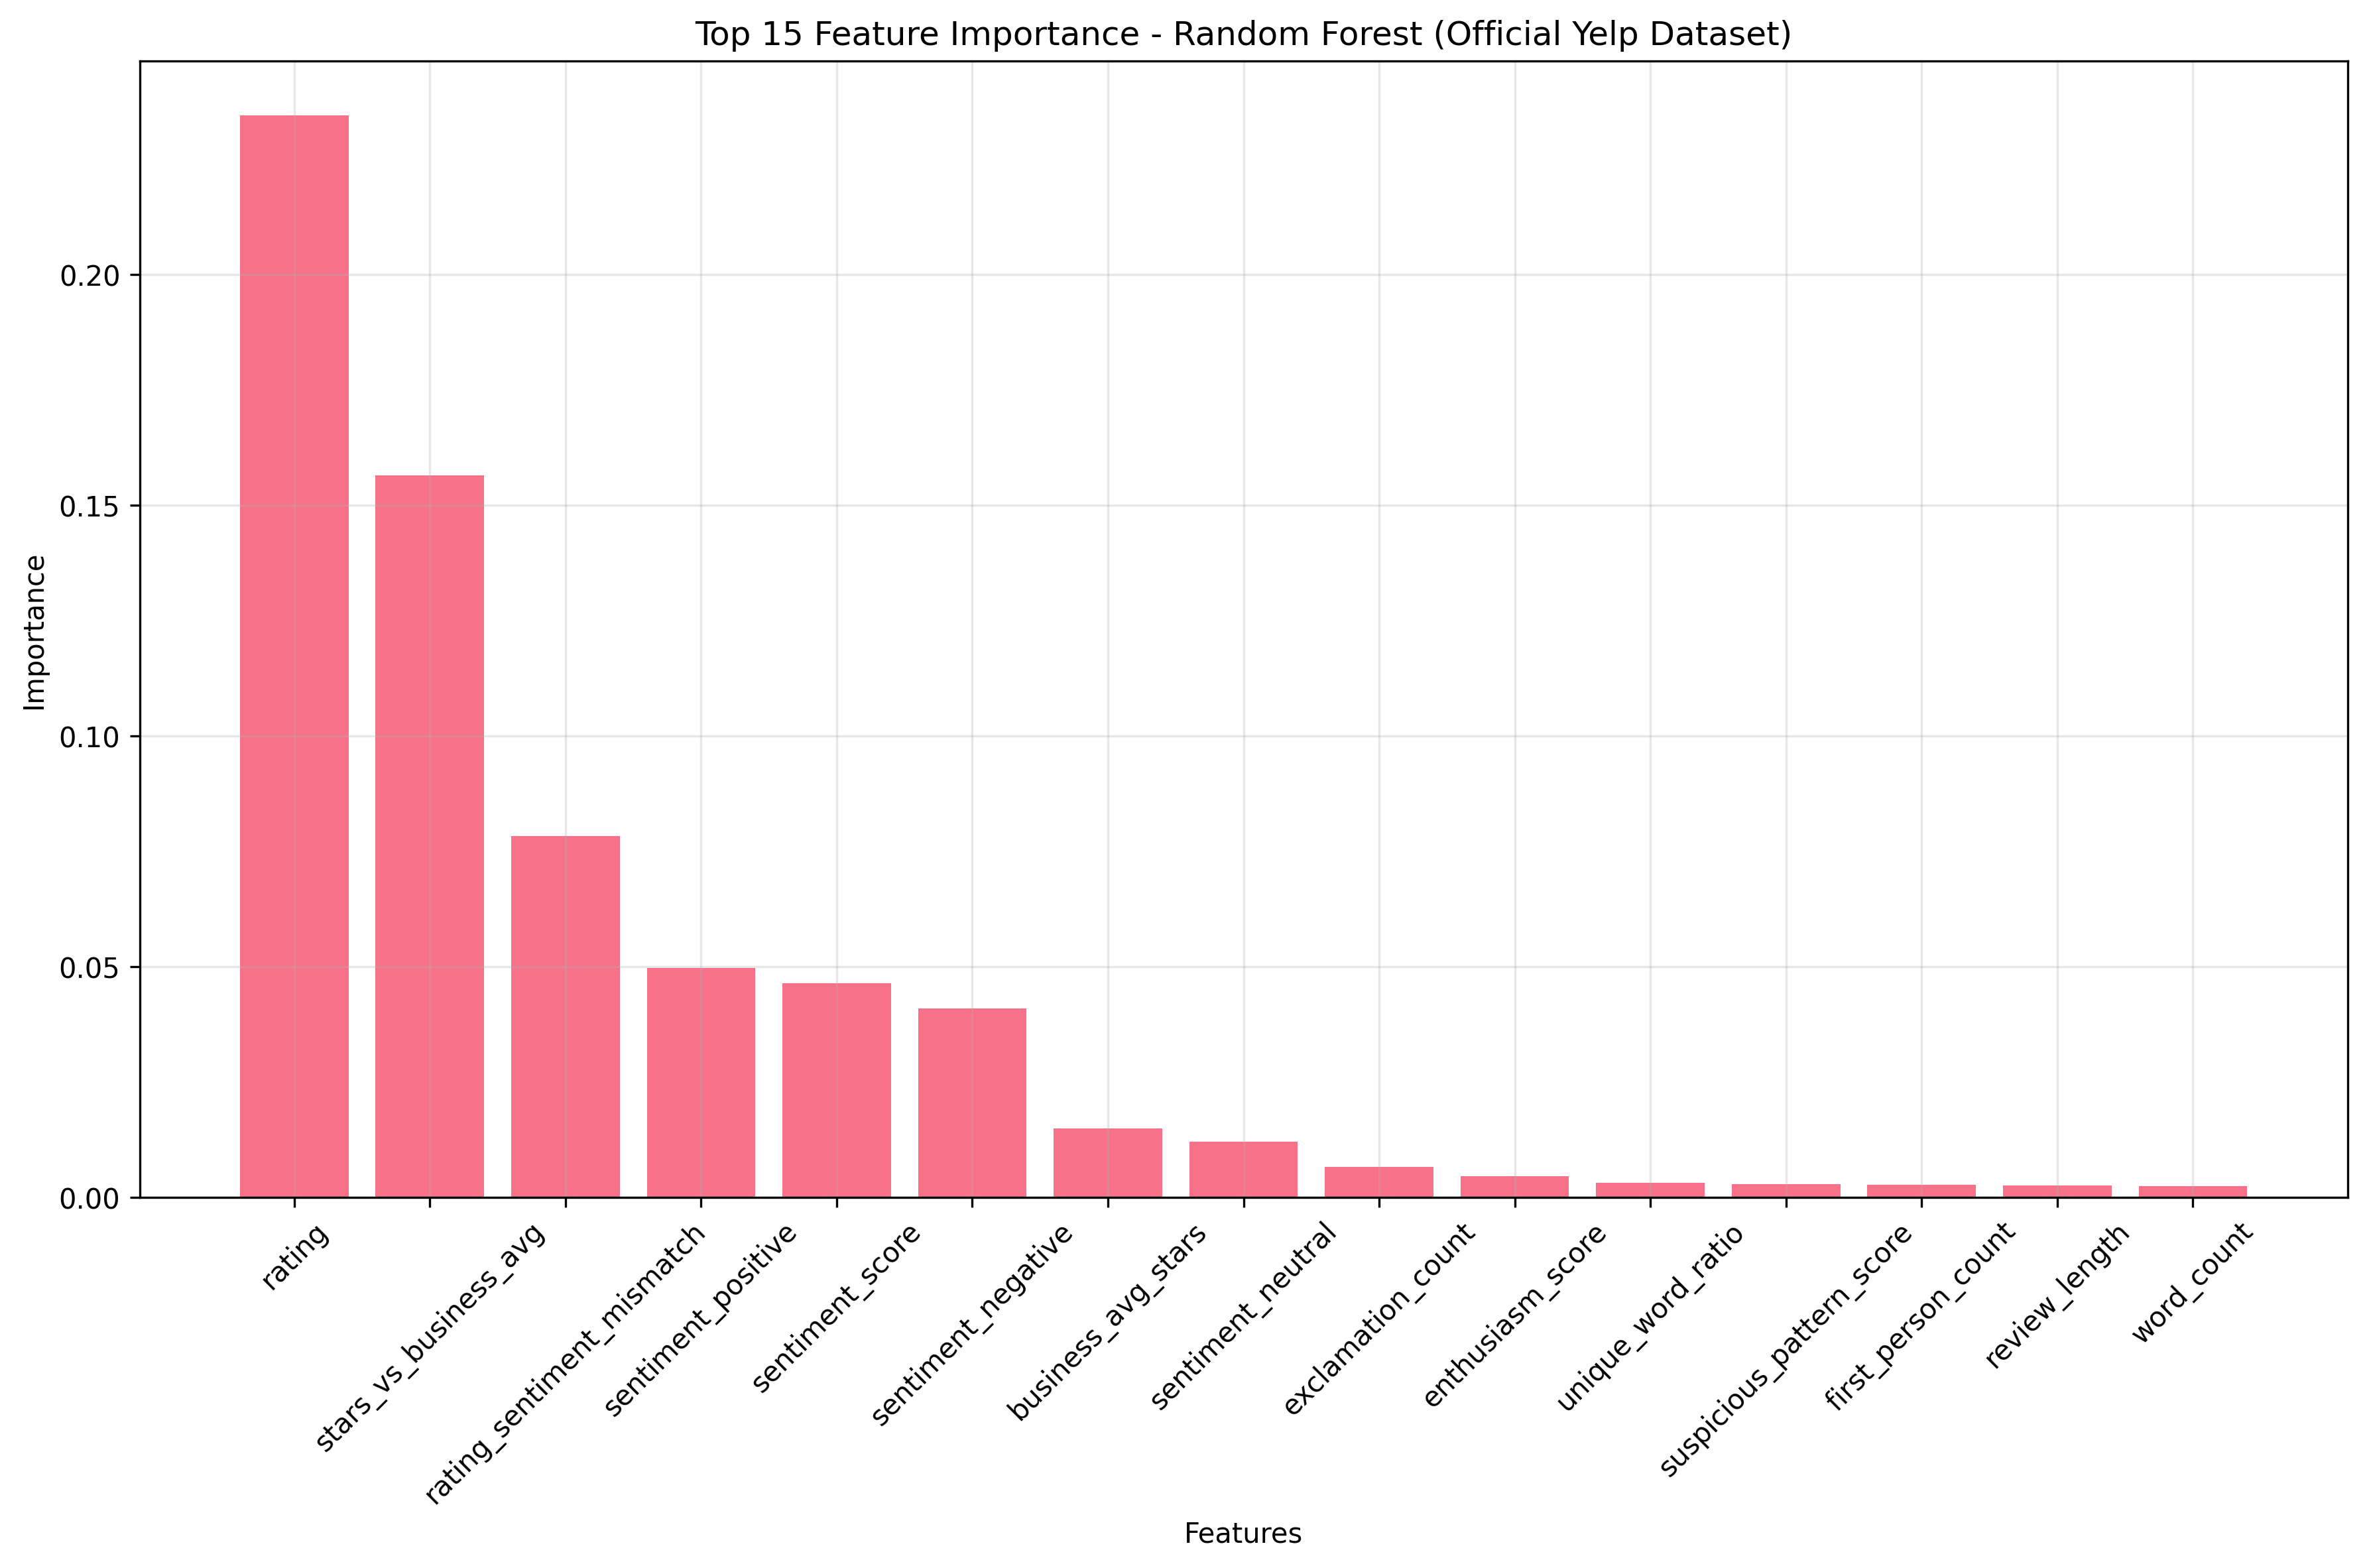 Top 15 Feature Importance - Random Forest (Official Yelp Dataset)
Importance
0.20
0.15
0.10
0.05
0.00
rating
stars_vs_business_avg
rating_sentiment_mismatch
sentiment_positive
sentiment_score
sentiment_negative
business_avg_stars
sentiment_neutral
exclamation_count
enthusiasm_score
unique_word_ratio
suspicious_pattern_score
first_person_count
review_length
word_count
Features